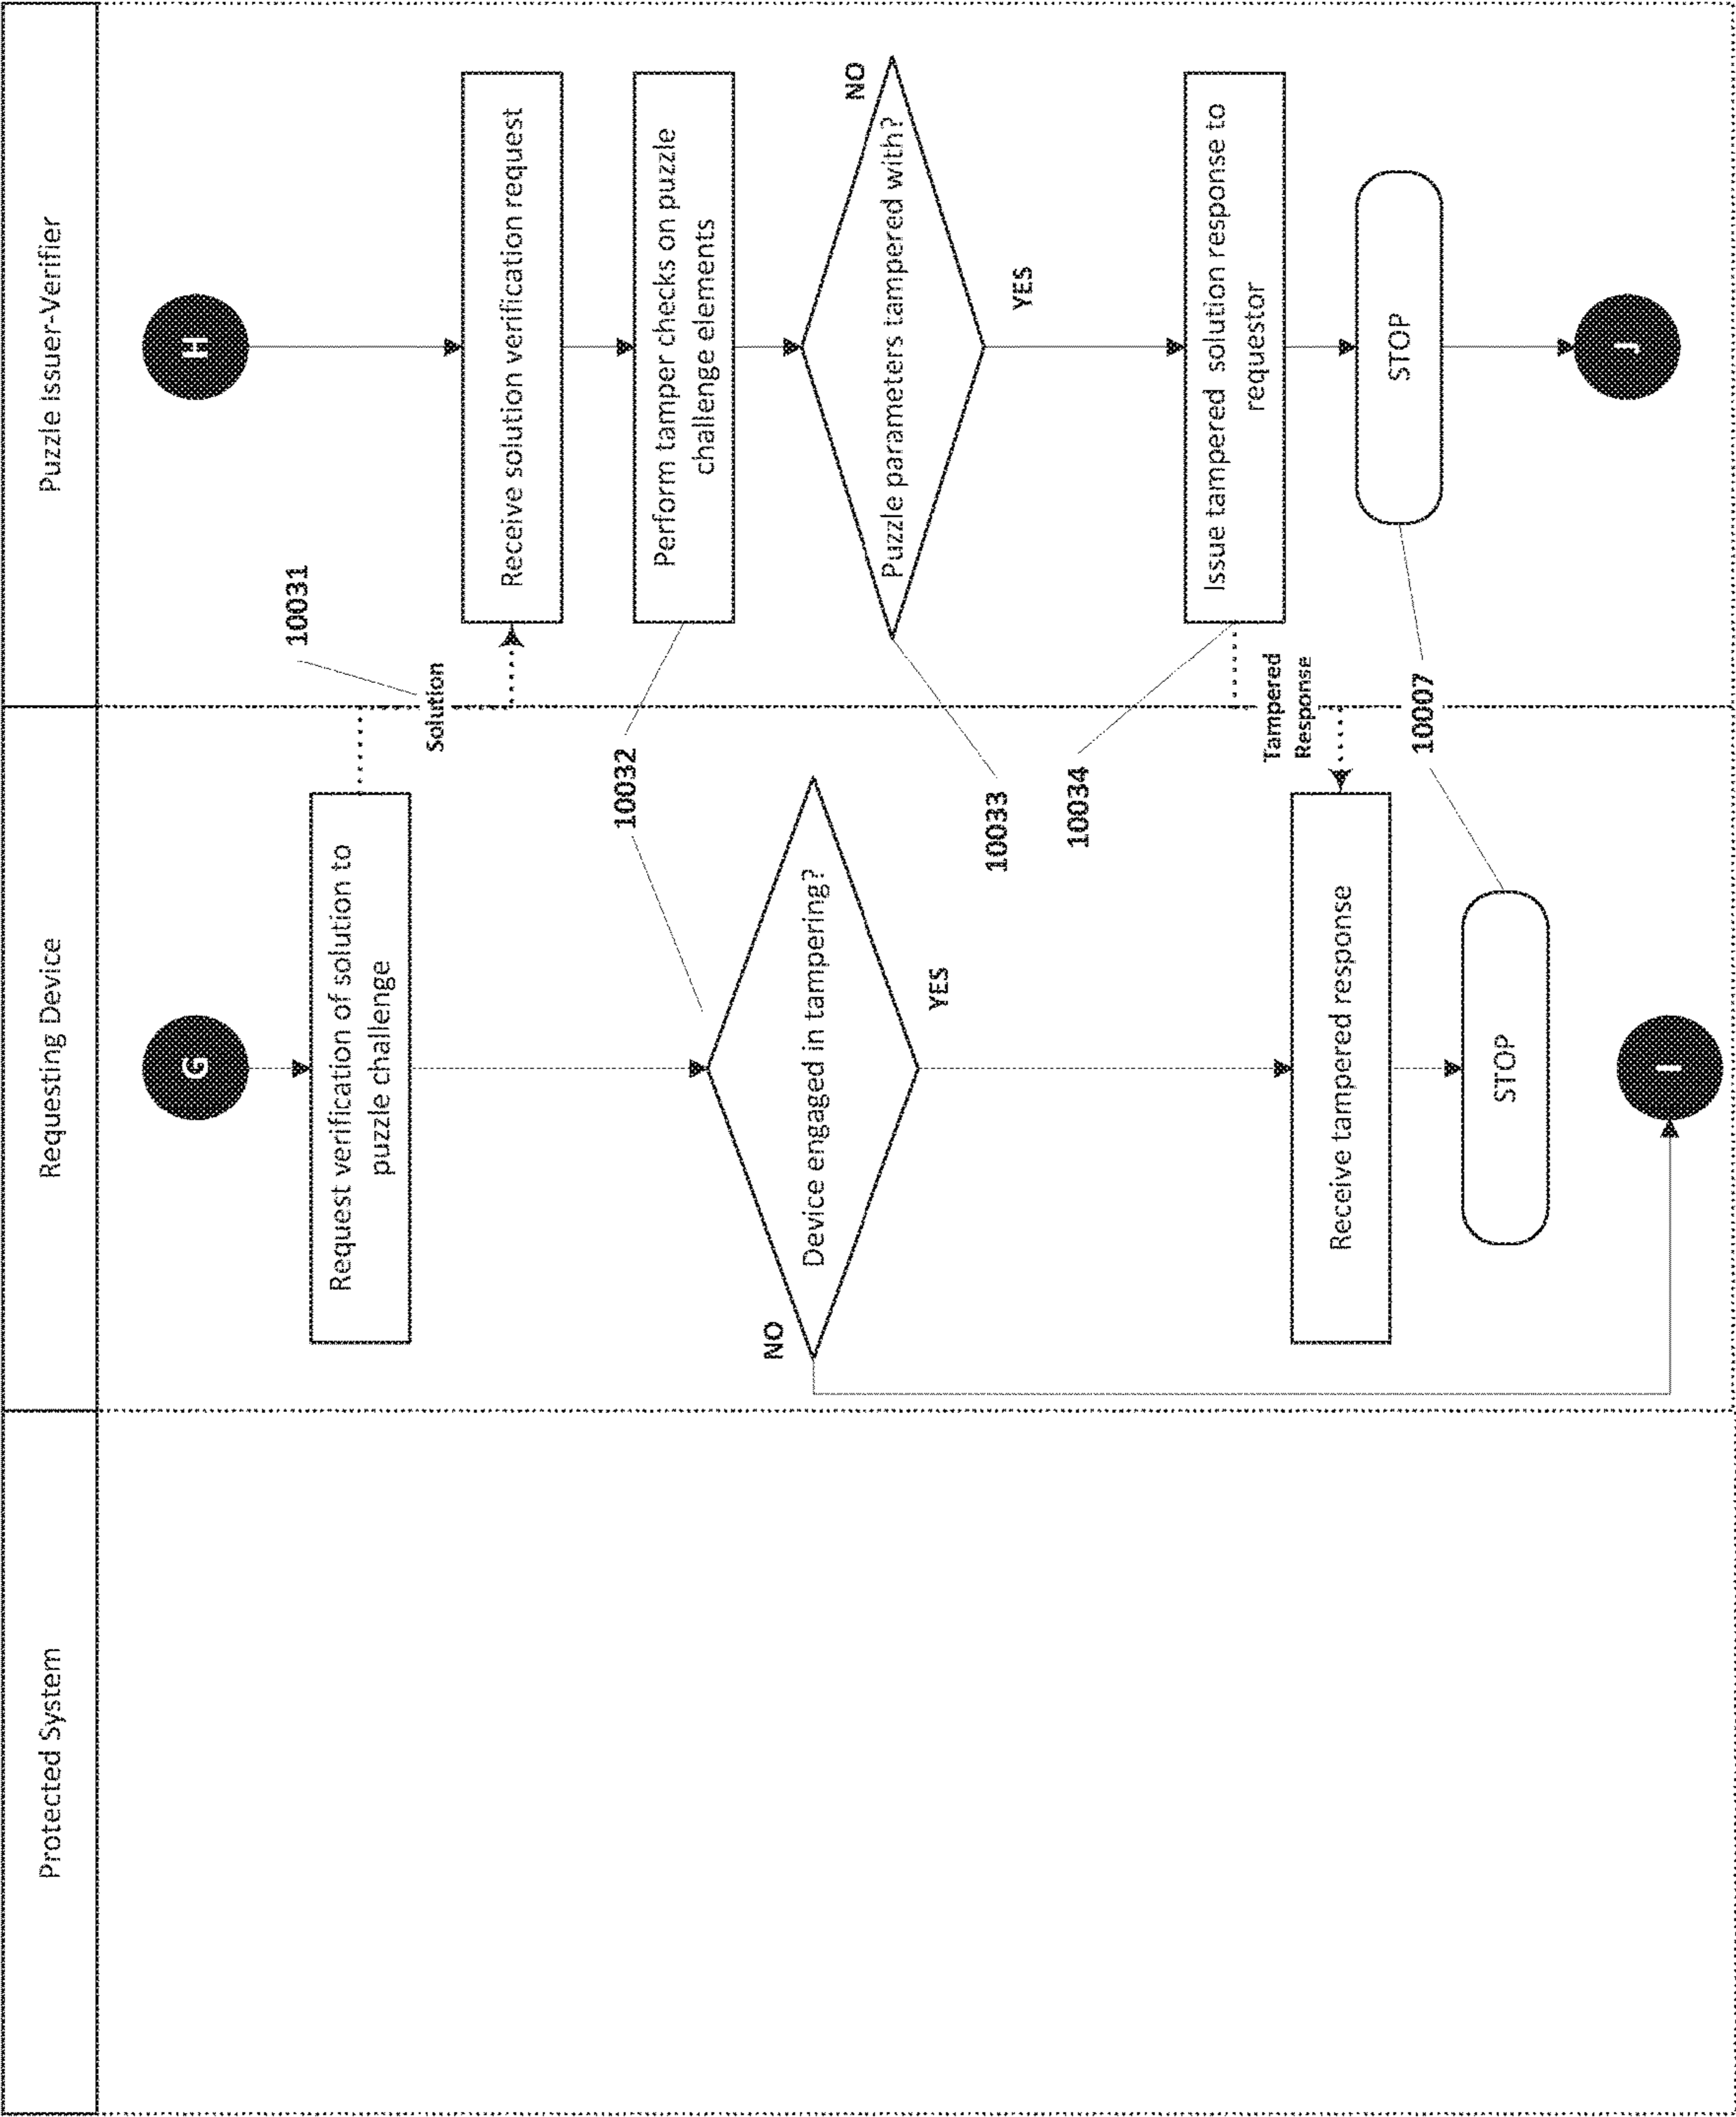 Protected System
Requesting Device
Puzzle Issuer-Verifier
G
H
10031
Request verification of solution to
puzzle challenge
Solution
Receive solution verification request
10032
Perform tamper checks on puzzle
challenge elements
NO
Device engaged in tampering?
YES
NO
Puzzle parameters tampered with?
YES
10033
10034
Issue tampered solution response to
requestor
Tampered
Response
Receive tampered response
STOP
10007
STOP
I
J